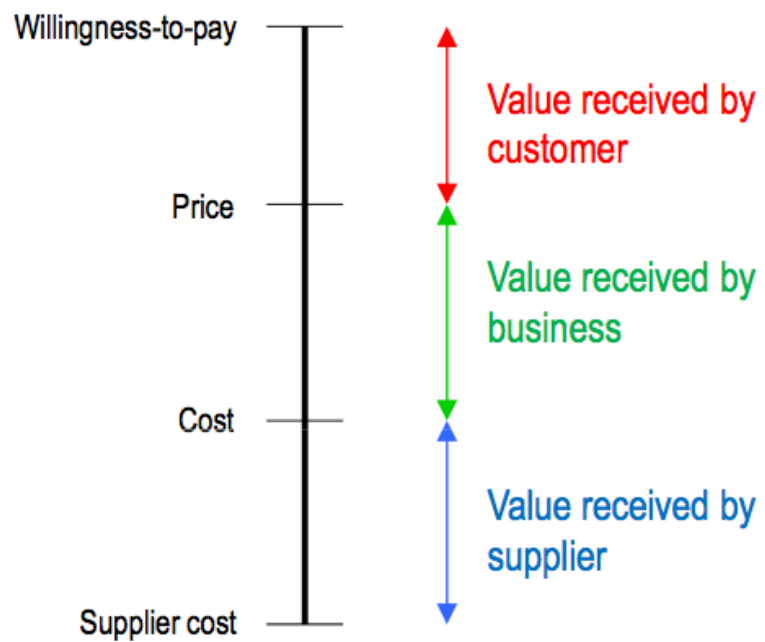 Willingness-to-pay
Value received by
customer
Price
Value received by
business
Cost
Value received by
supplier
Supplier cost